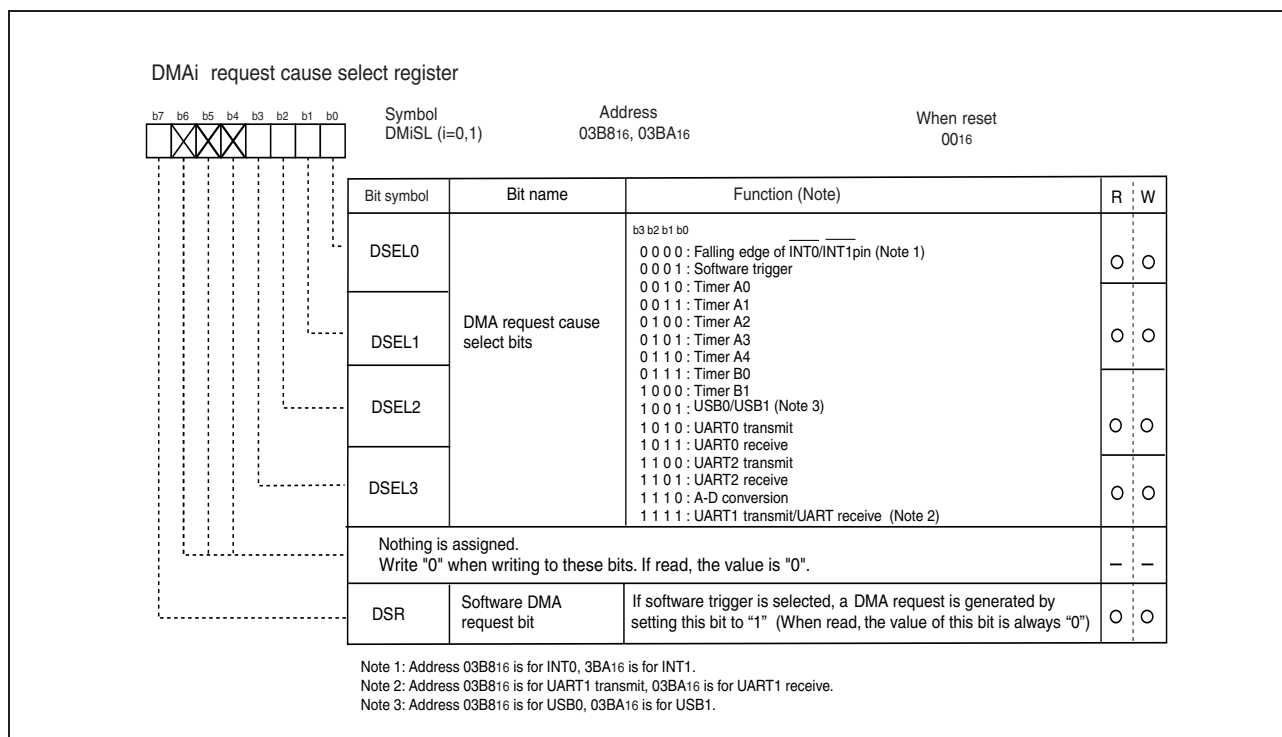 DMAi request cause select register
b7 b6 b5 b4 b3 b2 b1 b0
Symbol Address When reset
DMiSL (i=0,1) 03B816, 03BA16 0016
Bit symbol Bit name Function (Note) R W
b3 b2 b1 b0
DSEL0
0 0 0 0 : Falling edge of INT0/INT1pin (Note 1)
0 0 0 1 : Software trigger
0 0 1 0 : Timer A0
0 0 1 1 : Timer A1
DSEL1
DMA request cause
select bits
0 1 0 0 : Timer A2
0 1 0 1 : Timer A3
0 1 1 0 : Timer A4
0 1 1 1 : Timer B0
1 0 0 0 : Timer B1
DSEL2
1 0 0 1 : USB0/USB1 (Note 3)
1 0 1 0 : UART0 transmit
1 0 1 1 : UART0 receive
1 1 0 0 : UART2 transmit
1 1 0 1 : UART2 receive
DSEL3
1 1 1 0 : A-D conversion
1 1 1 1 : UART1 transmit/UART receive (Note 2)
Nothing is assigned.
Write "0" when writing to these bits. If read, the value is "0". – –
DSR
Software DMA
request bit
If software trigger is selected, a DMA request is generated by
setting this bit to “1” (When read, the value of this bit is always “0”)
Note 1: Address 03B816 is for INT0, 3BA16 is for INT1.
Note 2: Address 03B816 is for UART1 transmit, 03BA16 is for UART1 receive.
Note 3: Address 03B816 is for USB0, 03BA16 is for USB1.